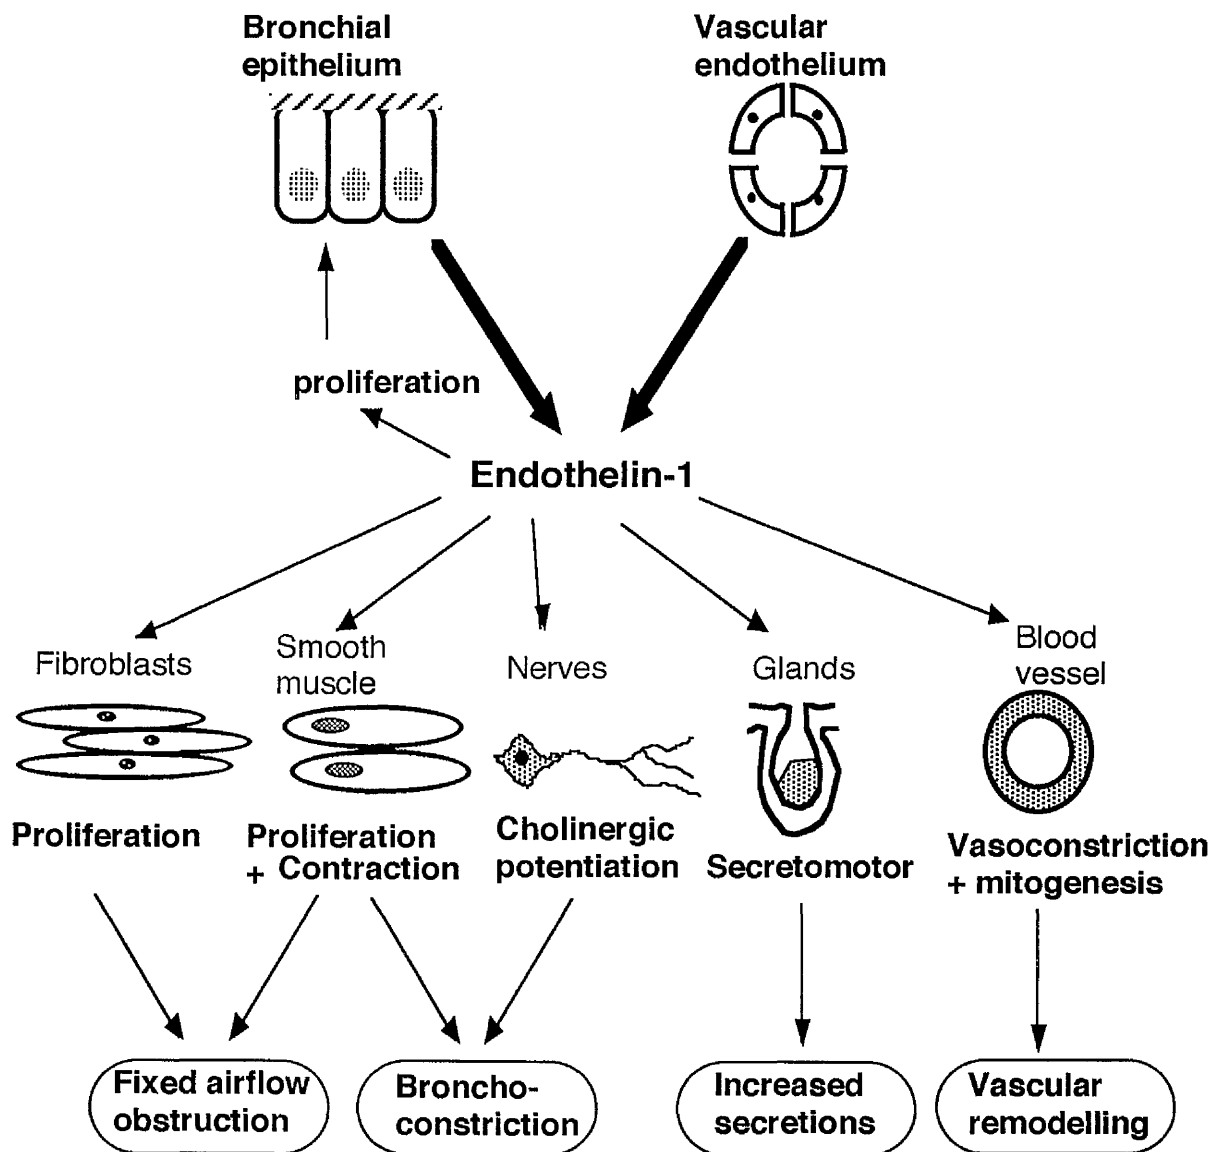 Bronchial
epithelium
Vascular
endothelium
proliferation
Endothelin-1
Fibroblasts
Smooth
muscle
Nerves
Glands
Blood
vessel
Proliferation
Proliferation
+ Contraction
Cholinergic
potentiation
Secretomotor
Vasoconstriction
+ mitogenesis
Fixed airflow
obstruction
Broncho-
constriction
Increased
secretions
Vascular
remodelling